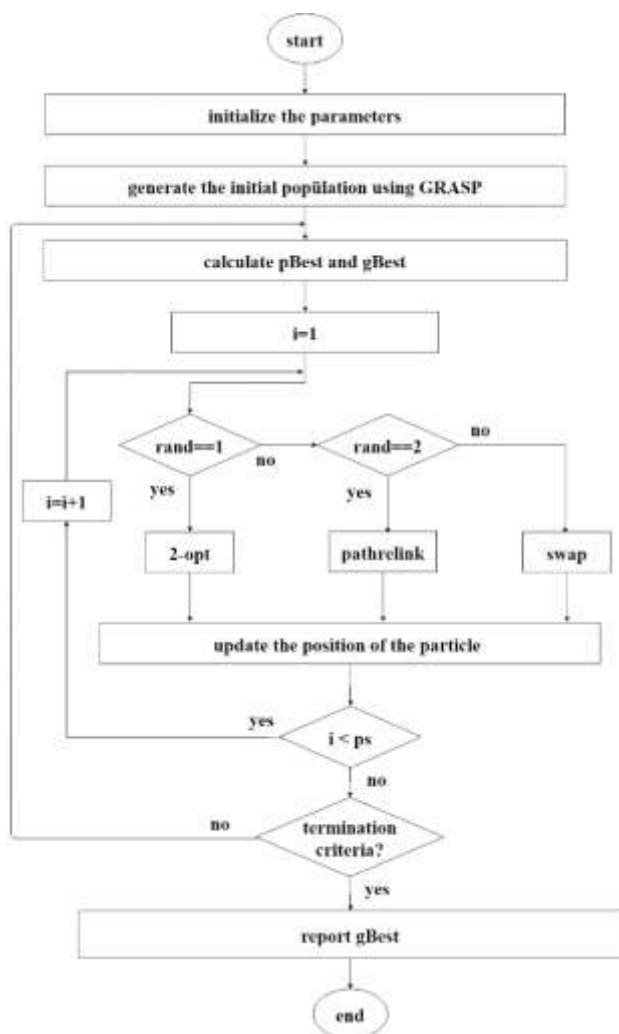 start
initialize the parameters
generate the initial popülation using GRASP
calculate pBest and gBest
i=1
rand==1
no
rand==2
no
yes
yes
i=i+1
2-opt
pathrelink
swap
update the position of the particle
yes
i < ps
no
no
termination
criteria?
yes
report gBest
end